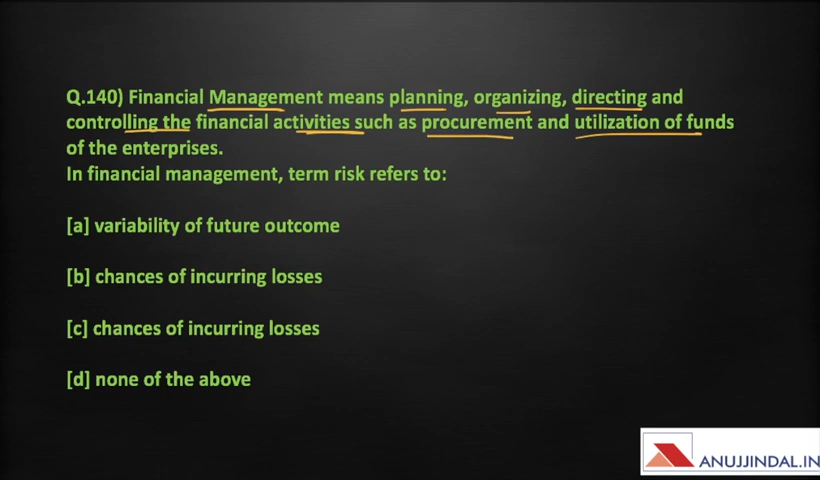 Q.140) Financial Management means planning, organizing, directing and
controlling the financial activities such as procurement and utilization of funds
of the enterprises.
In financial management, term risk refers to:
[a] variability of future outcome
[b] chances of incurring losses
[c] chances of incurring losses
[d] none of the above
ANUJJINDAL.IN